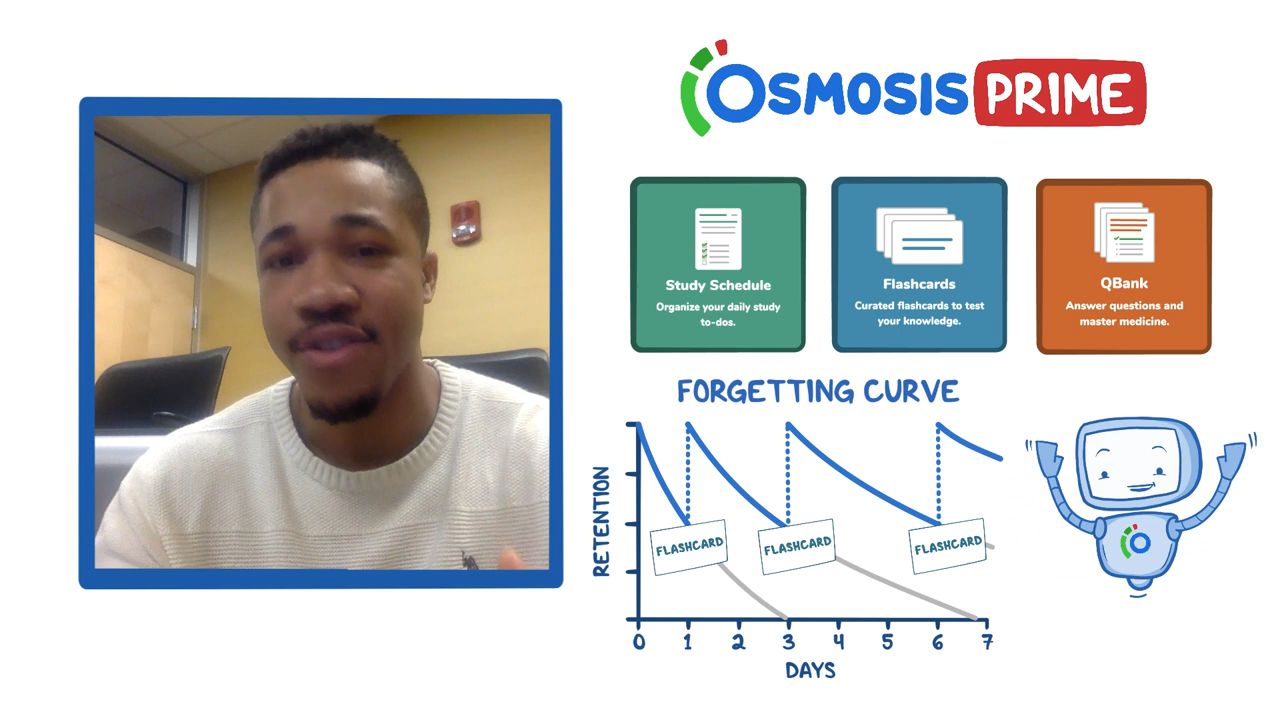 OSMOSIS PRIME
Study Schedule
Organize your daily study
to-dos.
Flashcards
Curated flashcards to test
your knowledge.
QBank
Answer questions and
master medicine.
FORGETTING CURVE
RETENTION
FLASHCARD
FLASHCARD
FLASHCARD
0 1 2 3 4 5 6 7
DAYS